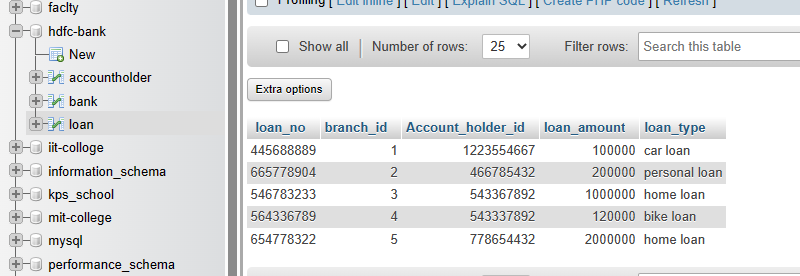 faclty
hdfc-bank
New
accountholder
bank
loan
iit-colloge
information_schema
kps_school
mit-college
mysql
performance_schema
Profiling [ Edit inline ] [ Edit ] [ Explain SQL ] [ Create PHP code ] [ Refresh ]
Show all | Number of rows: 25 Filter rows: Search this table
Extra options
loan_no branch_id Account_holder_id loan_amount loan_type
445688889 1 1223554667 100000 car loan
665778904 2 466785432 200000 personal loan
546783233 3 543367892 1000000 home loan
564336789 4 543337892 120000 bike loan
654778322 5 778654432 2000000 home loan